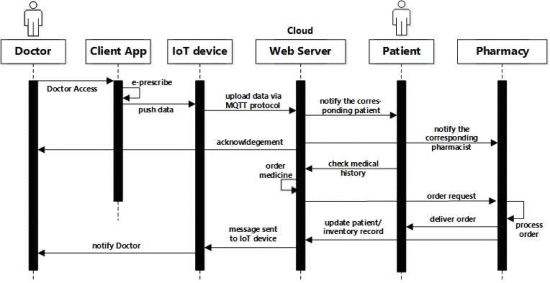 Cloud
Doctor
Client App
IoT device
Web Server
Patient
Pharmacy
Doctor Access
e-prescribe
push data
upload data via
MQTT protocol
notify the corres-
ponding patient
acknowldegement
notify the
corresponding
pharmacist
order
medicine
check medical
history
order request
process
order
deliver order
update patient/
inventory record
message sent
to IoT device
notify Doctor